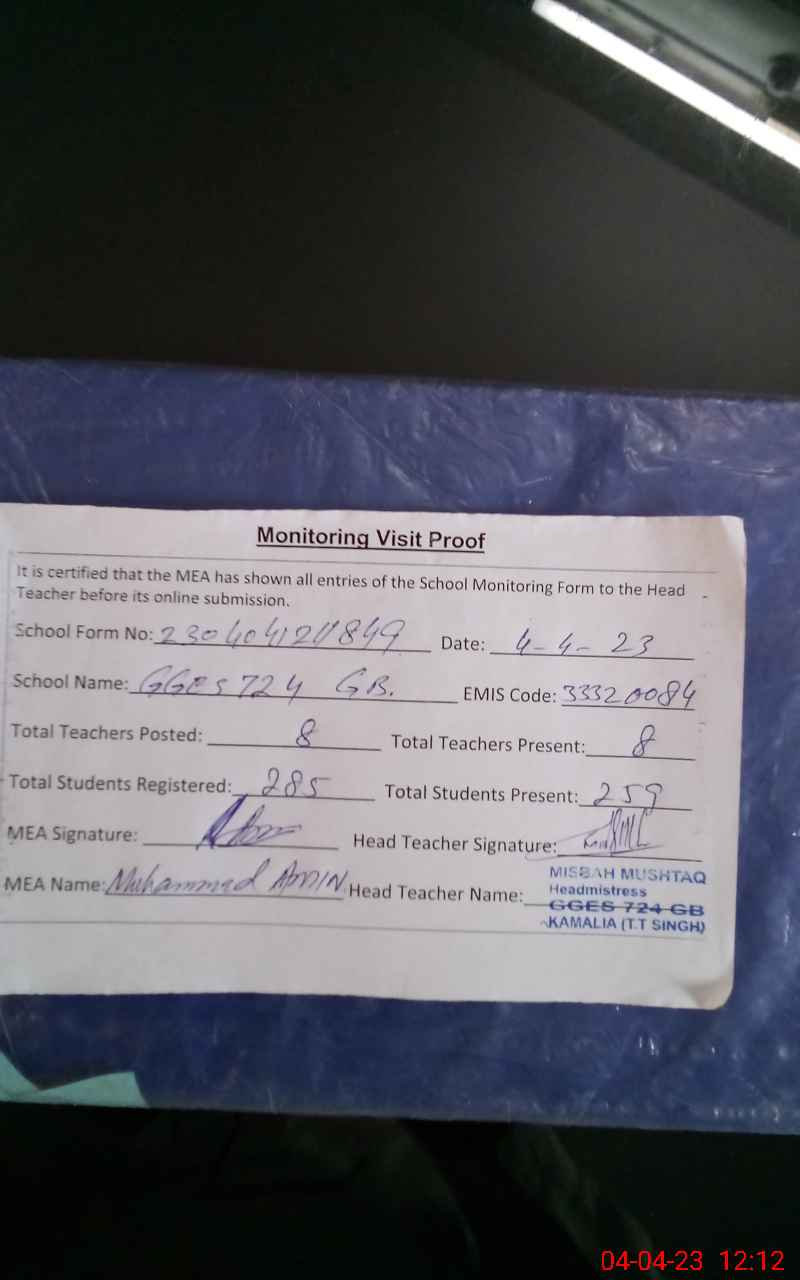 Monitoring Visit Proof
It is certified that the MEA has shown all entries of the School Monitoring Form to the Head
Teacher before its online submission.
School Form No: 230404121849 Date: 4-4-23
School Name: GGES 724 GB. EMIS Code: 33320084
Total Teachers Posted: 8 Total Teachers Present: 8
Total Students Registered: 285 Total Students Present: 259
MEA Signature: Head Teacher Signature:
MEA Name: Muhammad AMIN Head Teacher Name: MISBAH MUSHTAQ
Headmistress
GGES 724 GB
KAMALIA (T.T SINGH)
04-04-23 12:12